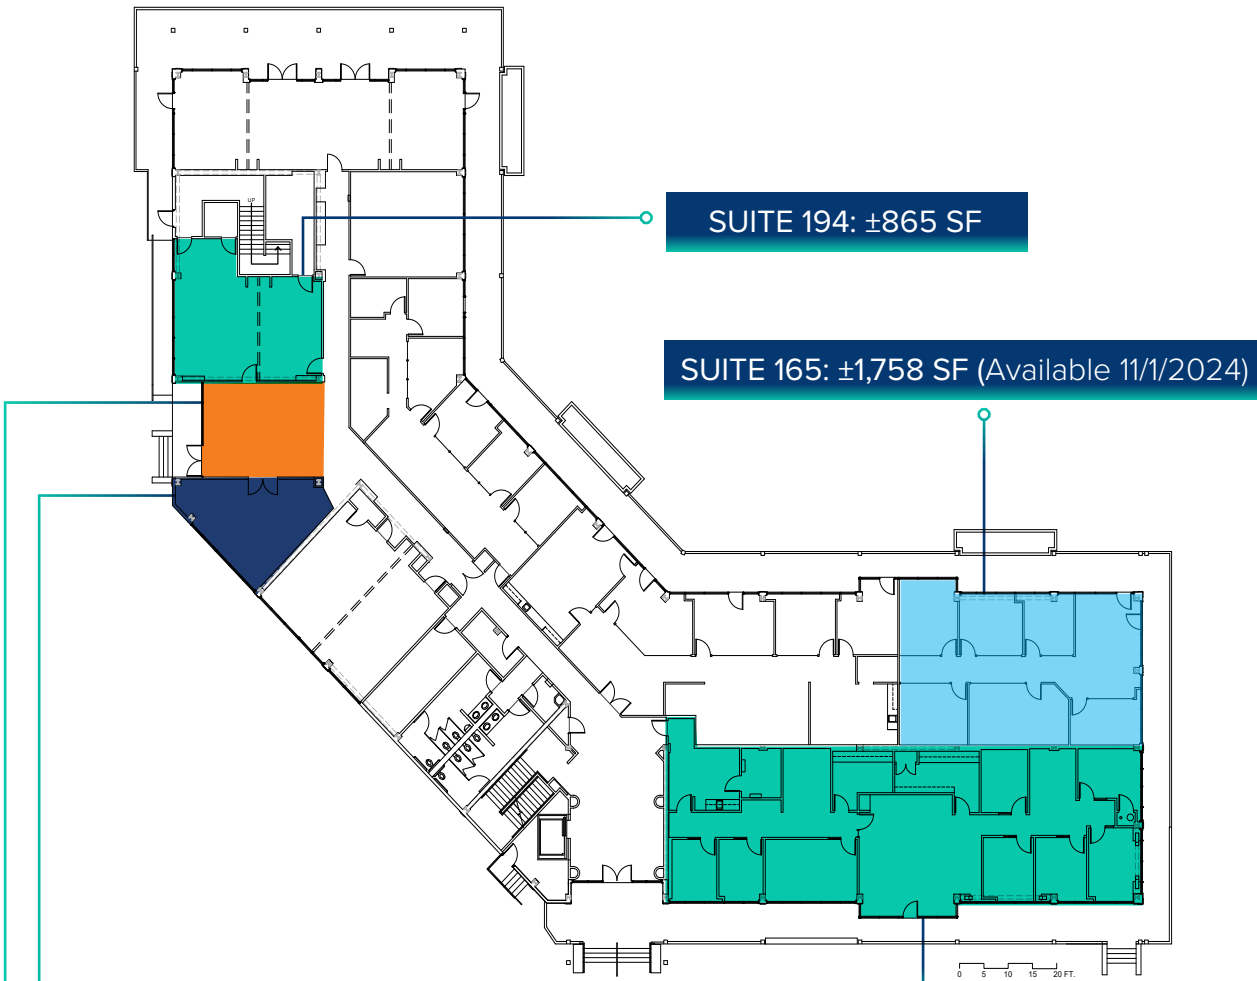 UP
SUITE 194: ±865 SF
SUITE 165: ±1,758 SF (Available 11/1/2024)
0 5 10 15 20 FT.